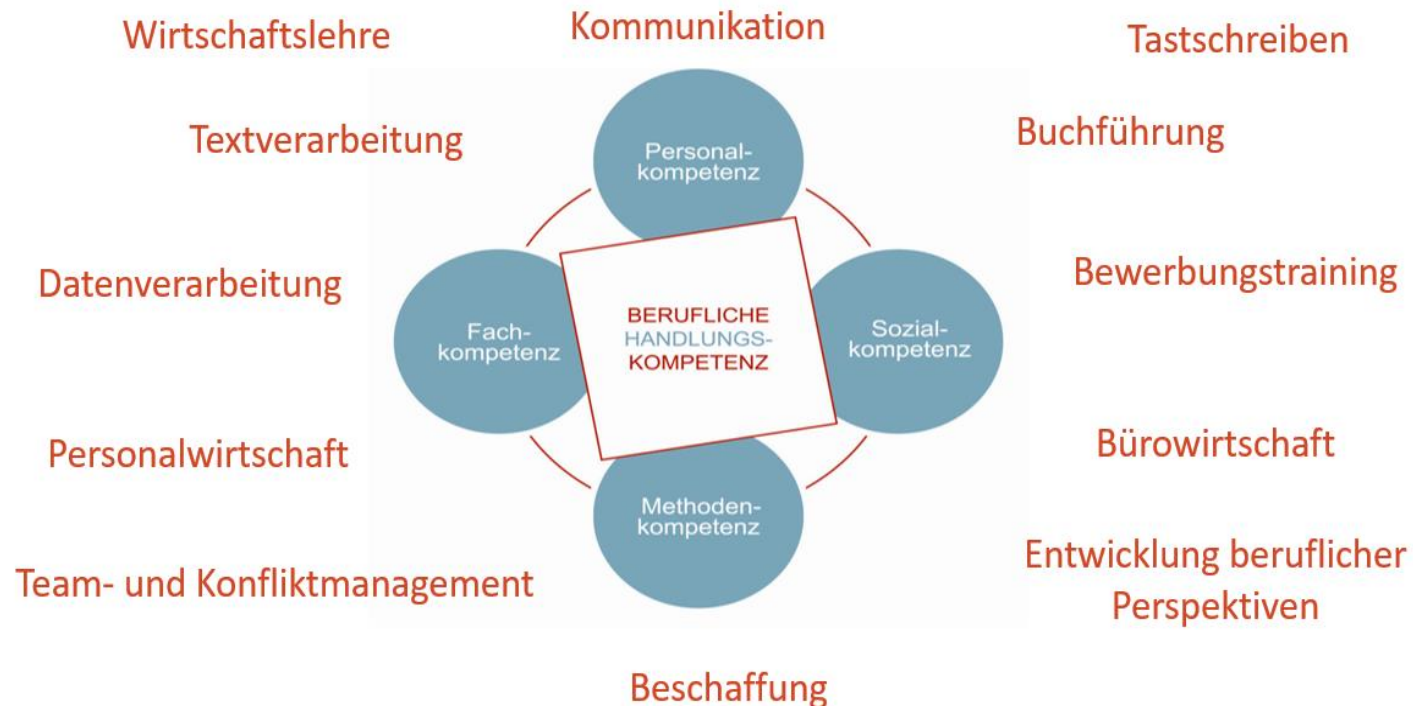 Wirtschaftslehre
Kommunikation
Tastschreiben
Textverarbeitung
Buchführung
Personal-
kompetenz
Datenverarbeitung
Bewerbungstraining
Fach-
kompetenz
BERUFLICHE
HANDLUNGS-
KOMPETENZ
Sozial-
kompetenz
Personalwirtschaft
Bürowirtschaft
Methoden-
kompetenz
Team- und Konfliktmanagement
Entwicklung beruflicher
Perspektiven
Beschaffung